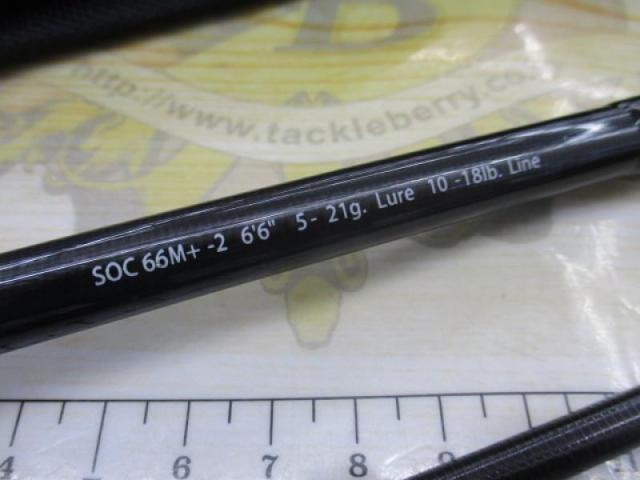 B
http://www.tackleberry.co
SOC 66M+ -2 6'6" 5- 21g. Lure 10 -18lb. Line
4 5 6 7 8 9 10